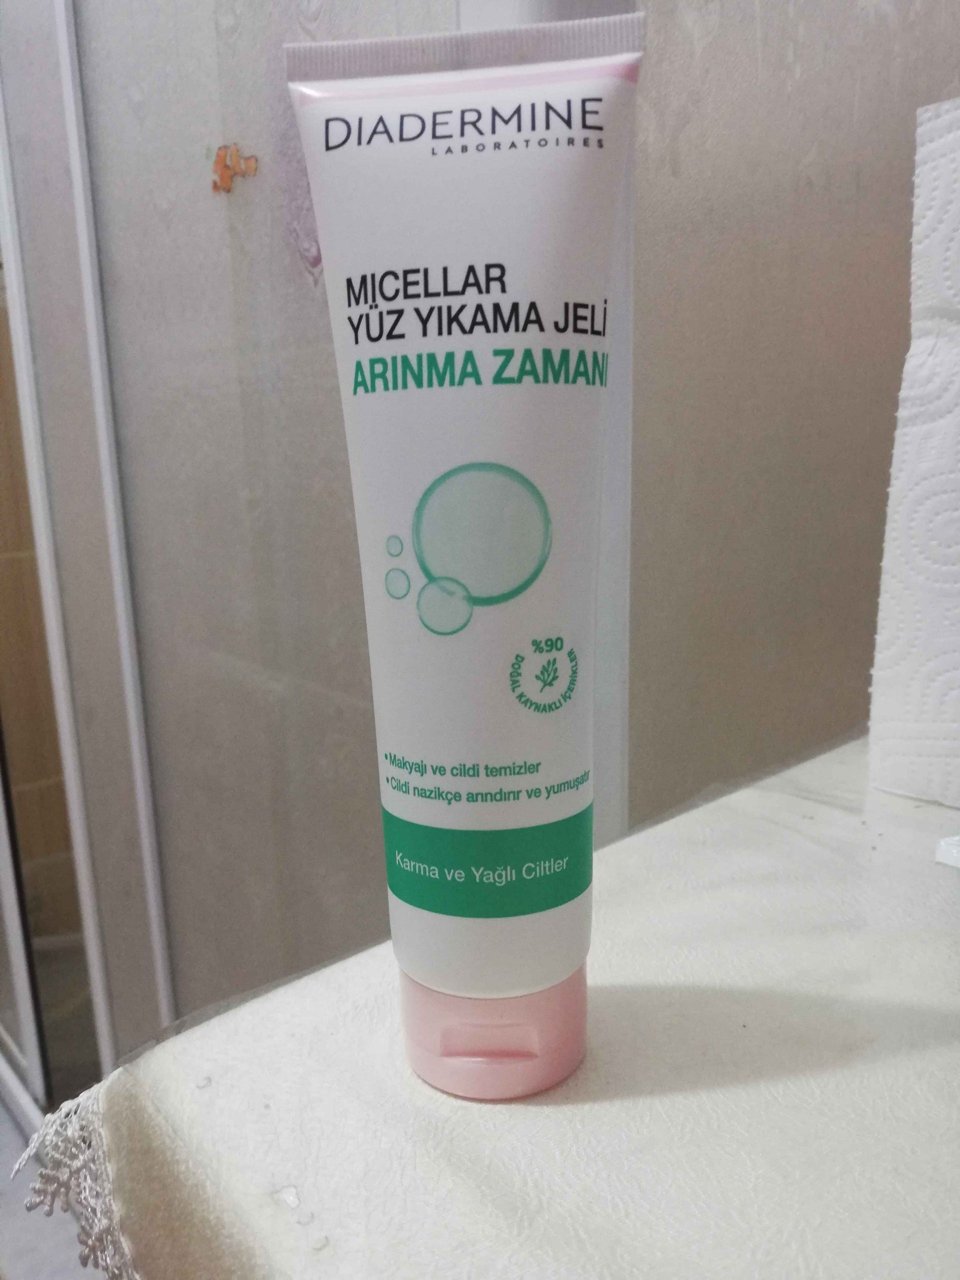 DIADERMINE
LABORATOIRES
MICELLAR
YÜZ YIKAMA JELİ
ARINMA ZAMANI
%90
DOĞAL KAYNAKLI İÇERİKLER
•Makyajı ve cildi temizler
•Cildi nazikçe arındırır ve yumuşatır
Karma ve Yağlı Ciltler